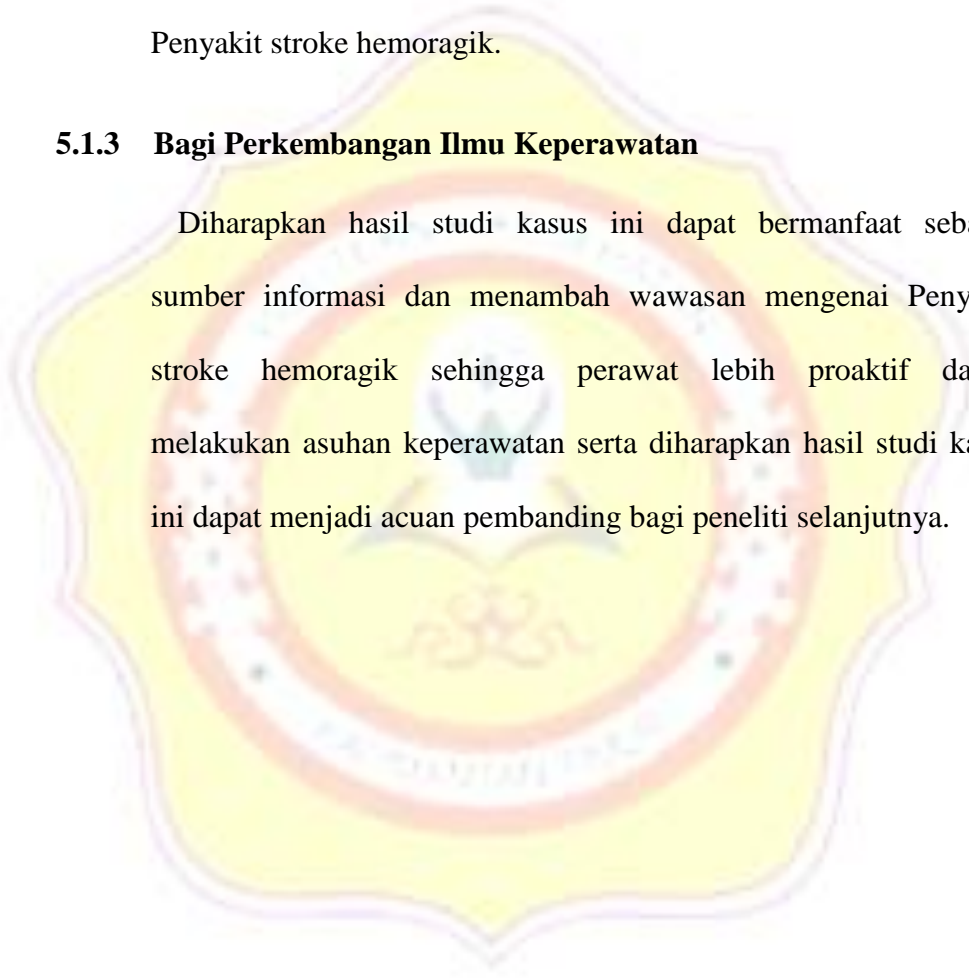 Penyakit stroke hemoragik.
5.1.3 Bagi Perkembangan Ilmu Keperawatan
Diharapkan hasil studi kasus ini dapat bermanfaat seba
sumber informasi dan menambah wawasan mengenai Peny
stroke hemoragik sehingga perawat lebih proaktif da
melakukan asuhan keperawatan serta diharapkan hasil studi ka
ini dapat menjadi acuan pembanding bagi peneliti selanjutnya.